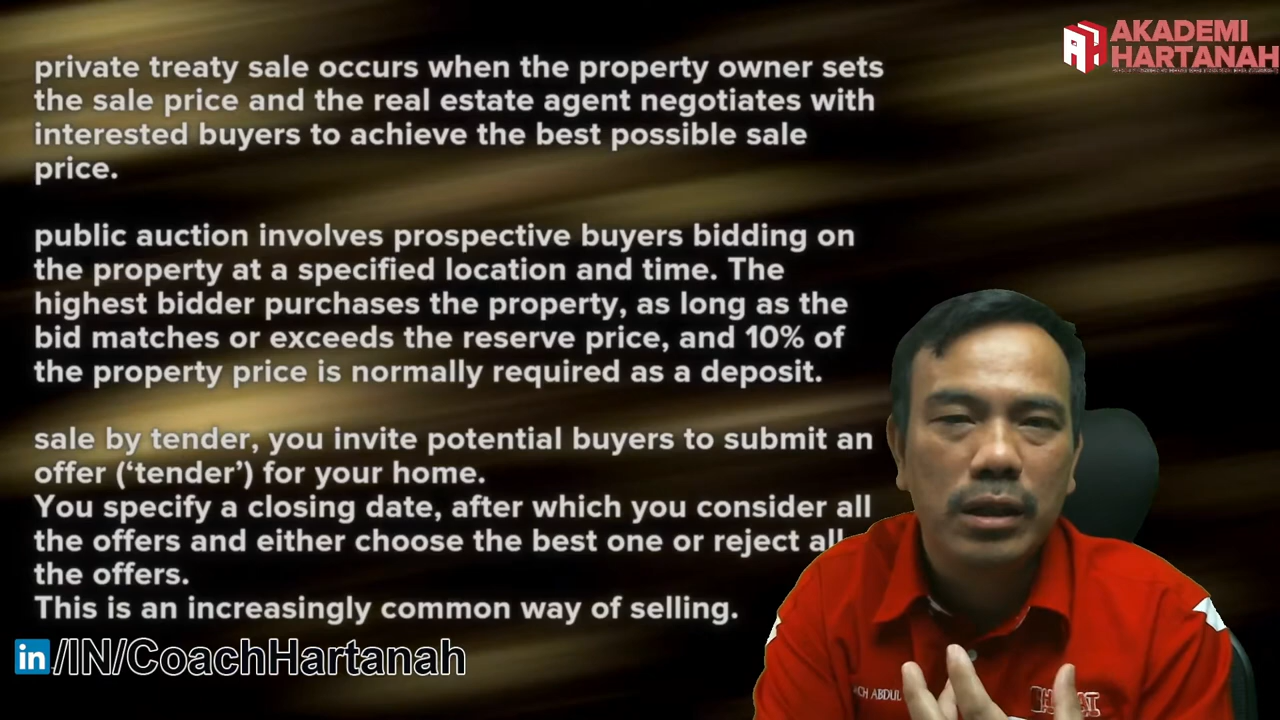 AKADEMI
HARTANAH
private treaty sale occurs when the property owner sets
the sale price and the real estate agent negotiates with
interested buyers to achieve the best possible sale
price.
public auction involves prospective buyers bidding on
the property at a specified location and time. The
highest bidder purchases the property, as long as the
bid matches or exceeds the reserve price, and 10% of
the property price is normally required as a deposit.
sale by tender, you invite potential buyers to submit an
offer (‘tender’) for your home.
You specify a closing date, after which you consider all
the offers and either choose the best one or reject all
the offers.
This is an increasingly common way of selling.
in/IN/CoachHartanah
ABDUL